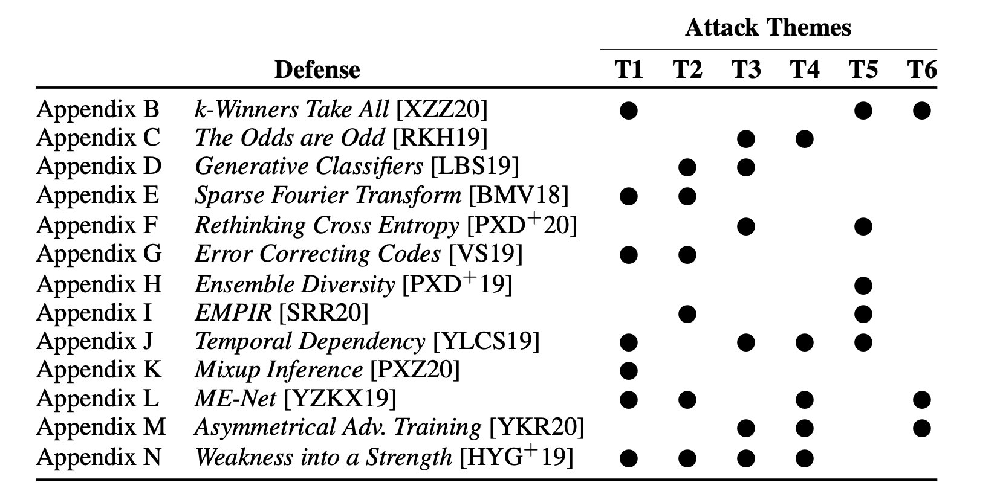 Attack Themes
Defense T1 T2 T3 T4 T5 T6
Appendix B k-Winners Take All [XZZ20] ● ● ●
Appendix C The Odds are Odd [RKH19] ● ●
Appendix D Generative Classifiers [LBS19] ● ●
Appendix E Sparse Fourier Transform [BMV18] ● ●
Appendix F Rethinking Cross Entropy [PXD+20] ● ●
Appendix G Error Correcting Codes [VS19] ● ●
Appendix H Ensemble Diversity [PXD+19] ●
Appendix I EMPIR [SRR20] ● ●
Appendix J Temporal Dependency [YLCS19] ● ● ● ●
Appendix K Mixup Inference [PXZ20] ●
Appendix L ME-Net [YZKX19] ● ● ● ●
Appendix M Asymmetrical Adv. Training [YKR20] ● ● ●
Appendix N Weakness into a Strength [HYG+19] ● ● ● ●